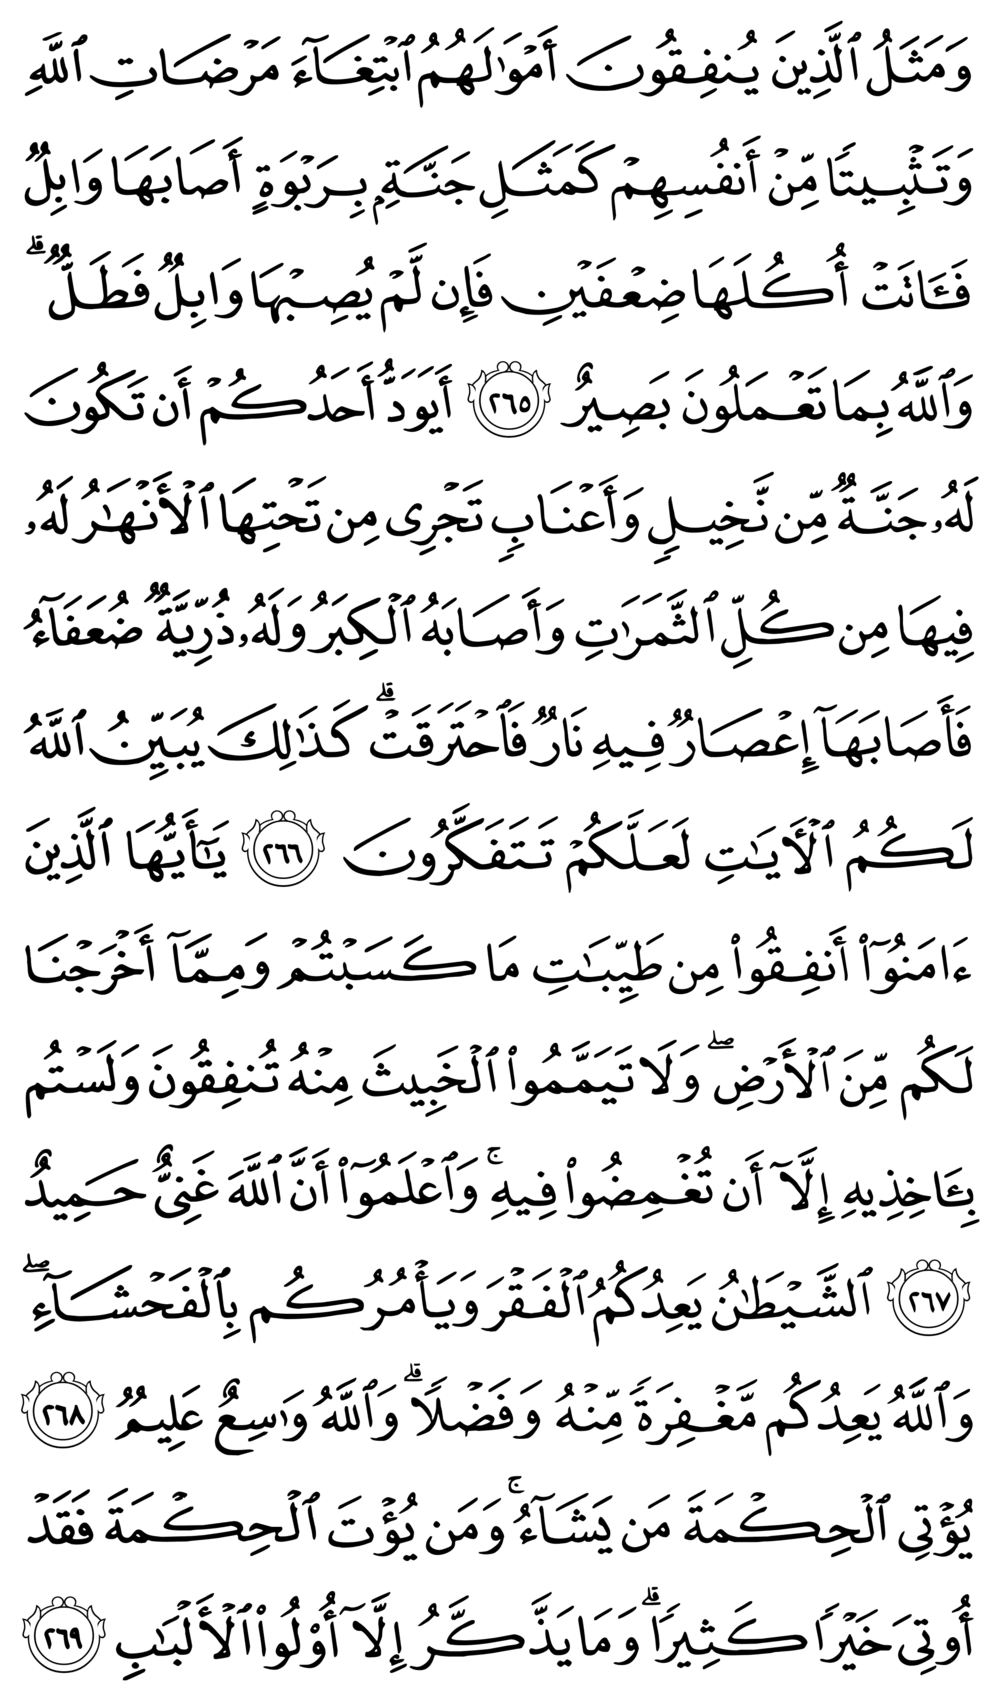 وَمَثَلُ ٱلَّذِينَ يُنفِقُونَ أَمْوَٰلَهُمُ ٱبْتِغَآءَ مَرْضَاتِ ٱللَّهِ
وَتَثْبِيتًا مِّنْ أَنفُسِهِمْ كَمَثَلِ جَنَّةٍۭ بِرَبْوَةٍ أَصَابَهَا وَابِلٌ
فَـَٔاتَتْ أُكُلَهَا ضِعْفَيْنِ فَإِن لَّمْ يُصِبْهَا وَابِلٌ فَطَلٌّ ۗ
وَٱللَّهُ بِمَا تَعْمَلُونَ بَصِيرٌ ٢٦٥ أَيَوَدُّ أَحَدُكُمْ أَن تَكُونَ
لَهُۥ جَنَّةٌ مِّن نَّخِيلٍ وَأَعْنَابٍ تَجْرِى مِن تَحْتِهَا ٱلْأَنْهَٰرُ لَهُۥ
فِيهَا مِن كُلِّ ٱلثَّمَرَٰتِ وَأَصَابَهُ ٱلْكِبَرُ وَلَهُۥ ذُرِّيَّةٌ ضُعَفَآءُ
فَأَصَابَهَآ إِعْصَارٌ فِيهِ نَارٌ فَٱحْتَرَقَتْ ۗ كَذَٰلِكَ يُبَيِّنُ ٱللَّهُ
لَكُمُ ٱلْـَٔايَٰتِ لَعَلَّكُمْ تَتَفَكَّرُونَ ٢٦٦ يَٰٓأَيُّهَا ٱلَّذِينَ
ءَامَنُوٓا۟ أَنفِقُوا۟ مِن طَيِّبَٰتِ مَا كَسَبْتُمْ وَمِمَّآ أَخْرَجْنَا
لَكُم مِّنَ ٱلْأَرْضِ ۖ وَلَا تَيَمَّمُوا۟ ٱلْخَبِيثَ مِنْهُ تُنفِقُونَ وَلَسْتُم
بِـَٔاخِذِيهِ إِلَّآ أَن تُغْمِضُوا۟ فِيهِ ۚ وَٱعْلَمُوٓا۟ أَنَّ ٱللَّهَ غَنِىٌّ حَمِيدٌ
٢٦٧ ٱلشَّيْطَٰنُ يَعِدُكُمُ ٱلْفَقْرَ وَيَأْمُرُكُم بِٱلْفَحْشَآءِ ۖ
وَٱللَّهُ يَعِدُكُم مَّغْفِرَةً مِّنْهُ وَفَضْلًا ۗ وَٱللَّهُ وَٰسِعٌ عَلِيمٌ ٢٦٨
يُؤْتِى ٱلْحِكْمَةَ مَن يَشَآءُ ۚ وَمَن يُؤْتَ ٱلْحِكْمَةَ فَقَدْ
أُوتِىَ خَيْرًا كَثِيرًا ۗ وَمَا يَذَّكَّرُ إِلَّآ أُو۟لُوا۟ ٱلْأَلْبَٰبِ ٢٦٩